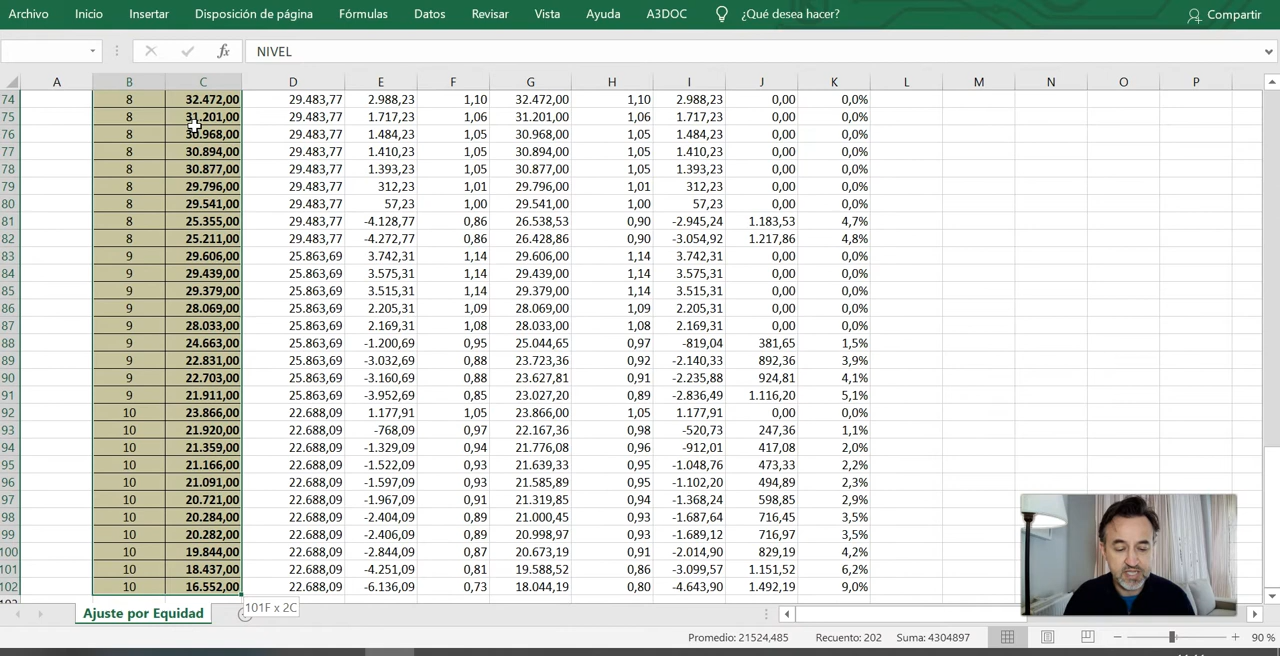 Archivo Inicio Insertar Disposición de página Fórmulas Datos Revisar Vista Ayuda A3DOC ¿Qué desea hacer? Compartir
fx NIVEL
A B C D E F G H I J K L M N O P
74 8 32.472,00 29.483,77 2.988,23 1,10 32.472,00 1,10 2.988,23 0,00 0,0%
75 8 31.201,00 29.483,77 1.717,23 1,06 31.201,00 1,06 1.717,23 0,00 0,0%
76 8 30.968,00 29.483,77 1.484,23 1,05 30.968,00 1,05 1.484,23 0,00 0,0%
77 8 30.894,00 29.483,77 1.410,23 1,05 30.894,00 1,05 1.410,23 0,00 0,0%
78 8 30.877,00 29.483,77 1.393,23 1,05 30.877,00 1,05 1.393,23 0,00 0,0%
79 8 29.796,00 29.483,77 312,23 1,01 29.796,00 1,01 312,23 0,00 0,0%
80 8 29.541,00 29.483,77 57,23 1,00 29.541,00 1,00 57,23 0,00 0,0%
81 8 25.355,00 29.483,77 -4.128,77 0,86 26.538,53 0,90 -2.945,24 1.183,53 4,7%
82 8 25.211,00 29.483,77 -4.272,77 0,86 26.428,86 0,90 -3.054,92 1.217,86 4,8%
83 9 29.606,00 25.863,69 3.742,31 1,14 29.606,00 1,14 3.742,31 0,00 0,0%
84 9 29.439,00 25.863,69 3.575,31 1,14 29.439,00 1,14 3.575,31 0,00 0,0%
85 9 29.379,00 25.863,69 3.515,31 1,14 29.379,00 1,14 3.515,31 0,00 0,0%
86 9 28.069,00 25.863,69 2.205,31 1,09 28.069,00 1,09 2.205,31 0,00 0,0%
87 9 28.033,00 25.863,69 2.169,31 1,08 28.033,00 1,08 2.169,31 0,00 0,0%
88 9 24.663,00 25.863,69 -1.200,69 0,95 25.044,65 0,97 -819,04 381,65 1,5%
89 9 22.831,00 25.863,69 -3.032,69 0,88 23.723,36 0,92 -2.140,33 892,36 3,9%
90 9 22.703,00 25.863,69 -3.160,69 0,88 23.627,81 0,91 -2.235,88 924,81 4,1%
91 9 21.911,00 25.863,69 -3.952,69 0,85 23.027,20 0,89 -2.836,49 1.116,20 5,1%
92 10 23.866,00 22.688,09 1.177,91 1,05 23.866,00 1,05 1.177,91 0,00 0,0%
93 10 21.920,00 22.688,09 -768,09 0,97 22.167,36 0,98 -520,73 247,36 1,1%
94 10 21.359,00 22.688,09 -1.329,09 0,94 21.776,08 0,96 -912,01 417,08 2,0%
95 10 21.166,00 22.688,09 -1.522,09 0,93 21.639,33 0,95 -1.048,76 473,33 2,2%
96 10 21.091,00 22.688,09 -1.597,09 0,93 21.585,89 0,95 -1.102,20 494,89 2,3%
97 10 20.721,00 22.688,09 -1.967,09 0,91 21.319,85 0,94 -1.368,24 598,85 2,9%
98 10 20.284,00 22.688,09 -2.404,09 0,89 21.000,45 0,93 -1.687,64 716,45 3,5%
99 10 20.282,00 22.688,09 -2.406,09 0,89 20.998,97 0,93 -1.689,12 716,97 3,5%
100 10 19.844,00 22.688,09 -2.844,09 0,87 20.673,19 0,91 -2.014,90 829,19 4,2%
101 10 18.437,00 22.688,09 -4.251,09 0,81 19.588,52 0,86 -3.099,57 1.151,52 6,2%
102 10 16.552,00 22.688,09 -6.136,09 0,73 18.044,19 0,80 -4.643,90 1.492,19 9,0%
Ajuste por Equidad 101F x 2C
Promedio: 21524,485 Recuento: 202 Suma: 4304897 90 %